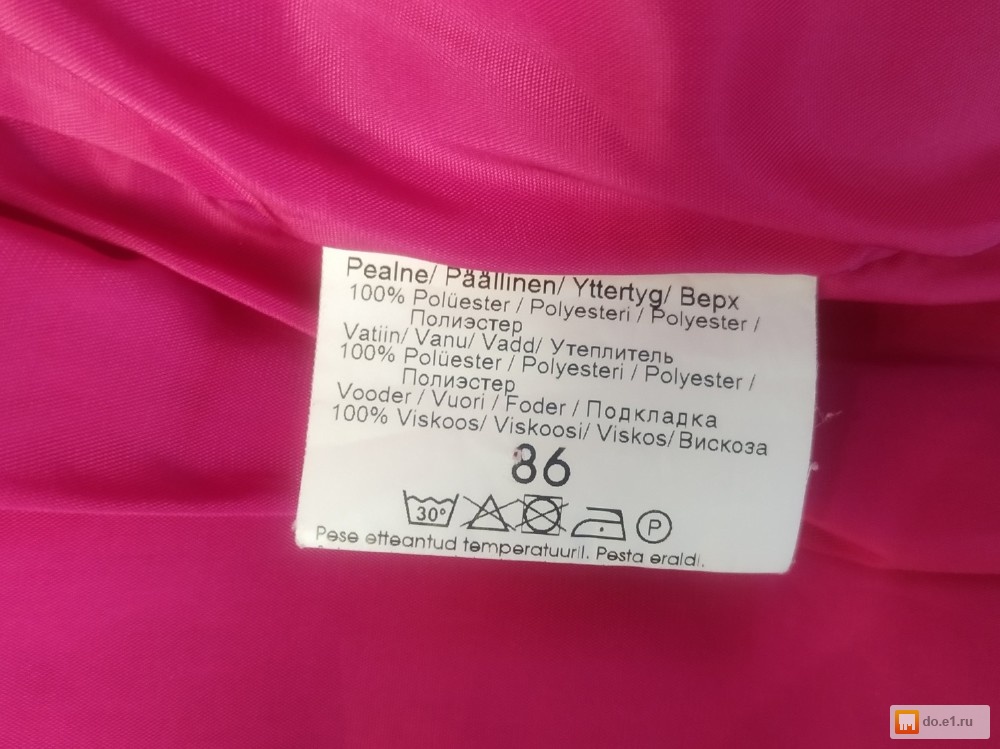 Pealne/ Päällinen/ Yttertyg/ Верх
100% Polüester / Polyesteri / Polyester /
Полиэстер
Vatiin/ Vanu/ Vadd/ Утеплитель
100% Polüester / Polyesteri / Polyester /
Полиэстер
Vooder / Vuori / Foder / Подкладка
100% Viskoos/ Viskoosi/ Viskos/ Вискоза
86
30° P
Pese etteantud temperatuuril. Pesta eraldi.
do.e1.ru